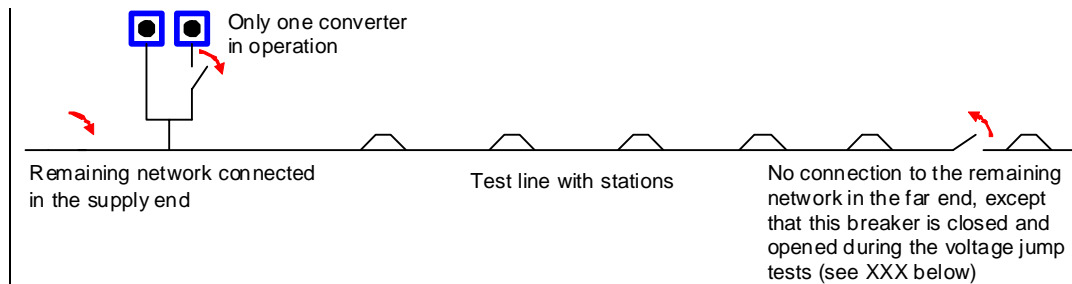 Only one converter
in operation
Remaining network connected
in the supply end
Test line with stations
No connection to the remaining
network in the far end, except
that this breaker is closed and
opened during the voltage jump
tests (see XXX below)